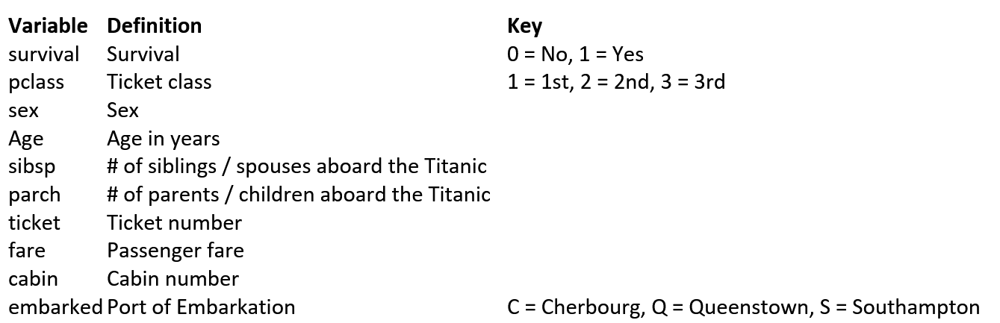 Variable Definition Key
survival Survival 0 = No, 1 = Yes
pclass Ticket class 1 = 1st, 2 = 2nd, 3 = 3rd
sex Sex
Age Age in years
sibsp # of siblings / spouses aboard the Titanic
parch # of parents / children aboard the Titanic
ticket Ticket number
fare Passenger fare
cabin Cabin number
embarked Port of Embarkation C = Cherbourg, Q = Queenstown, S = Southampton